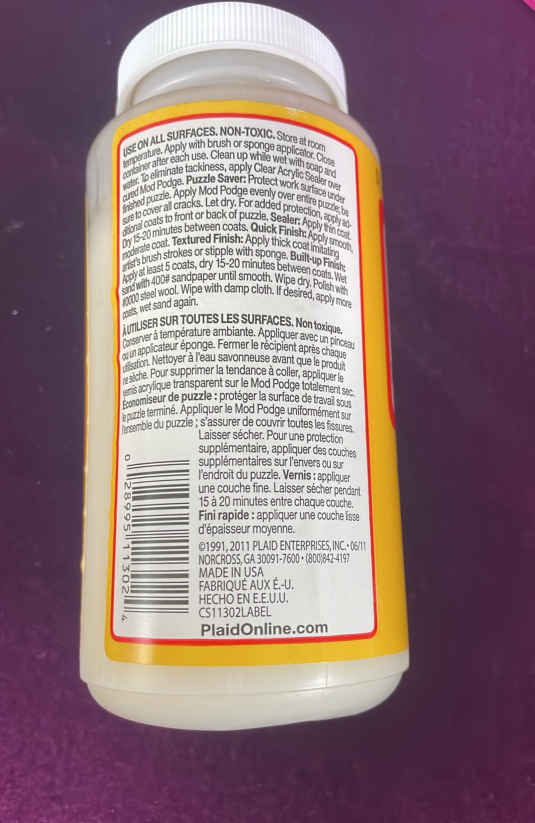 USE ON ALL SURFACES. NON-TOXIC. Store at room
temperature. Apply with brush or sponge applicator. Close
container after each use. Clean up while wet with soap and
water. To eliminate tackiness, apply Clear Acrylic Sealer over
cured Mod Podge. Puzzle Saver: Protect work surface under
finished puzzle. Apply Mod Podge evenly over entire puzzle; be
sure to cover all cracks. Let dry. For added protection, apply ad-
ditional coats to front or back of puzzle. Sealer: Apply thin coat.
Dry 15-20 minutes between coats. Quick Finish: Apply smooth,
moderate coat. Textured Finish: Apply thick coat imitating
artist's brush strokes or stipple with sponge. Built-up Finish:
Apply at least 5 coats, dry 15-20 minutes between coats. Wet
sand with 400# sandpaper until smooth. Wipe dry. Polish with
#0000 steel wool. Wipe with damp cloth. If desired, apply more
coats, wet sand again.
À UTILISER SUR TOUTES LES SURFACES. Non toxique.
Conserver à température ambiante. Appliquer avec un pinceau
ou un applicateur éponge. Fermer le récipient après chaque
utilisation. Nettoyer à l'eau savonneuse avant que le produit
ne sèche. Pour supprimer la tendance à coller, appliquer le
vernis acrylique transparent sur le Mod Podge totalement sec.
Économiseur de puzzle : protéger la surface de travail sous
le puzzle terminé. Appliquer le Mod Podge uniformément sur
l'ensemble du puzzle ; s'assurer de couvrir toutes les fissures.
Laisser sécher. Pour une protection
supplémentaire, appliquer des couches
supplémentaires sur l'envers ou sur
l'endroit du puzzle. Vernis : appliquer
une couche fine. Laisser sécher pendant
15 à 20 minutes entre chaque couche.
Fini rapide : appliquer une couche lisse
d'épaisseur moyenne.
©1991, 2011 PLAID ENTERPRISES, INC. • 06/11
NORCROSS, GA 30091-7600 • (800)842-4197
MADE IN USA
FABRIQUÉ AUX É.-U.
HECHO EN E.E.U.U.
CS11302LABEL
PlaidOnline.com
0 28995 11302 4